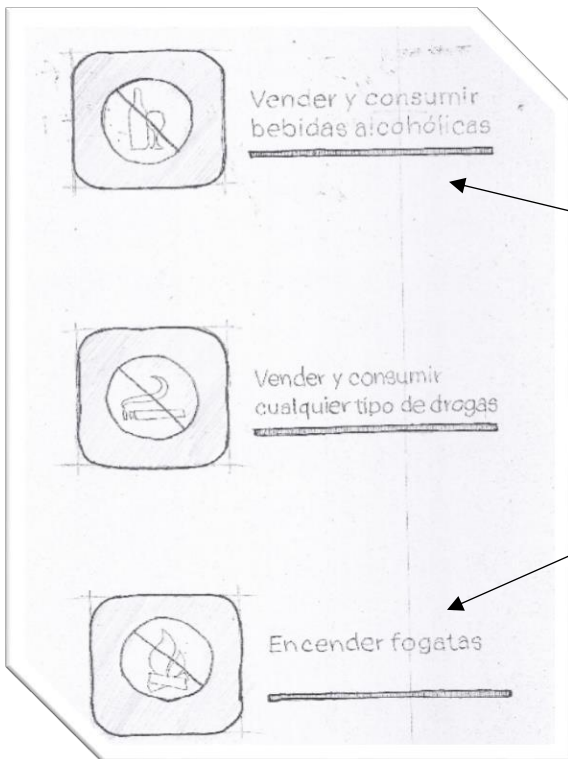 Vender y consumir
bebidas alcohólicas
Vender y consumir
cualquier tipo de drogas
Encender fogatas